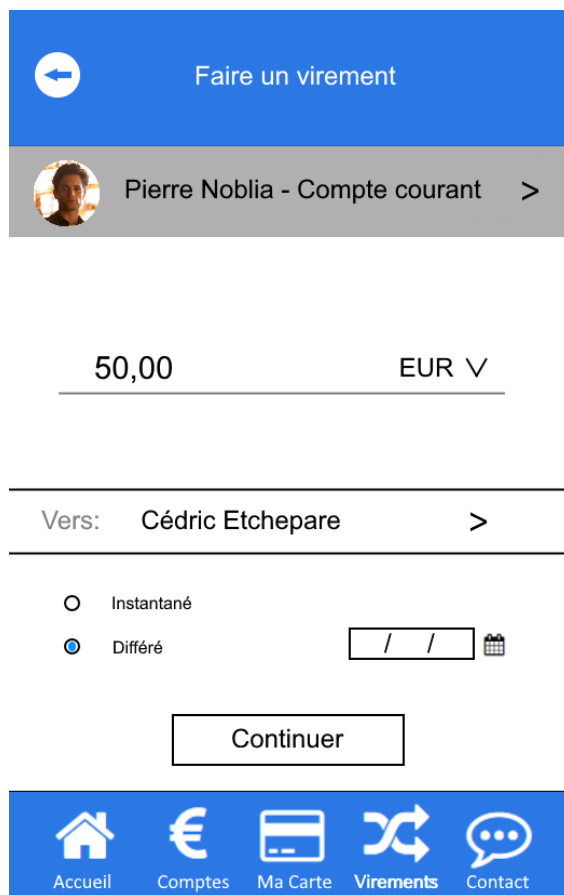 Faire un virement
Pierre Noblia - Compte courant >
50,00 EUR
Vers: Cédric Etchepare >
Instantané
Différé / /
Continuer
Accueil Comptes Ma Carte Virements Contact